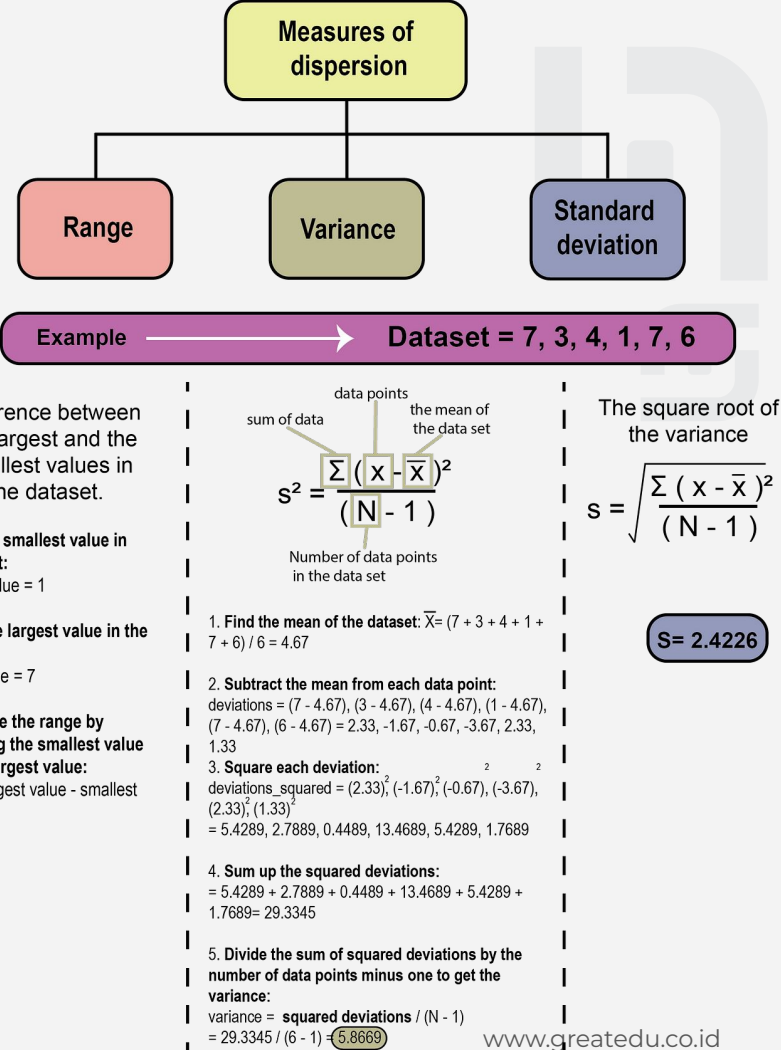 Measures of
dispersion
Range
Variance
Standard
deviation
Example
Dataset = 7, 3, 4, 1, 7, 6
rence between
argest and the
llest values in
ne dataset.
smallest value in
t:
lue = 1
e largest value in the
e = 7
e the range by
g the smallest value
argest value:
gest value - smallest
data points
sum of data
the mean of
the data set
s² = Σ ( x - x̅ )² / ( N - 1 )
Number of data points
in the data set
1. Find the mean of the dataset: X̅= (7 + 3 + 4 + 1 +
7 + 6) / 6 = 4.67
2. Subtract the mean from each data point:
deviations = (7 - 4.67), (3 - 4.67), (4 - 4.67), (1 - 4.67),
(7 - 4.67), (6 - 4.67) = 2.33, -1.67, -0.67, -3.67, 2.33,
1.33
3. Square each deviation:
deviations_squared = (2.33)², (-1.67)², (-0.67)², (-3.67)²,
(2.33)², (1.33)²
= 5.4289, 2.7889, 0.4489, 13.4689, 5.4289, 1.7689
4. Sum up the squared deviations:
= 5.4289 + 2.7889 + 0.4489 + 13.4689 + 5.4289 +
1.7689= 29.3345
5. Divide the sum of squared deviations by the
number of data points minus one to get the
variance:
variance = squared deviations / (N - 1)
= 29.3345 / (6 - 1) = 5.8669
The square root of
the variance
s = √ Σ ( x - x̅ )² / ( N - 1 )
S= 2.4226
www.greatedu.co.id